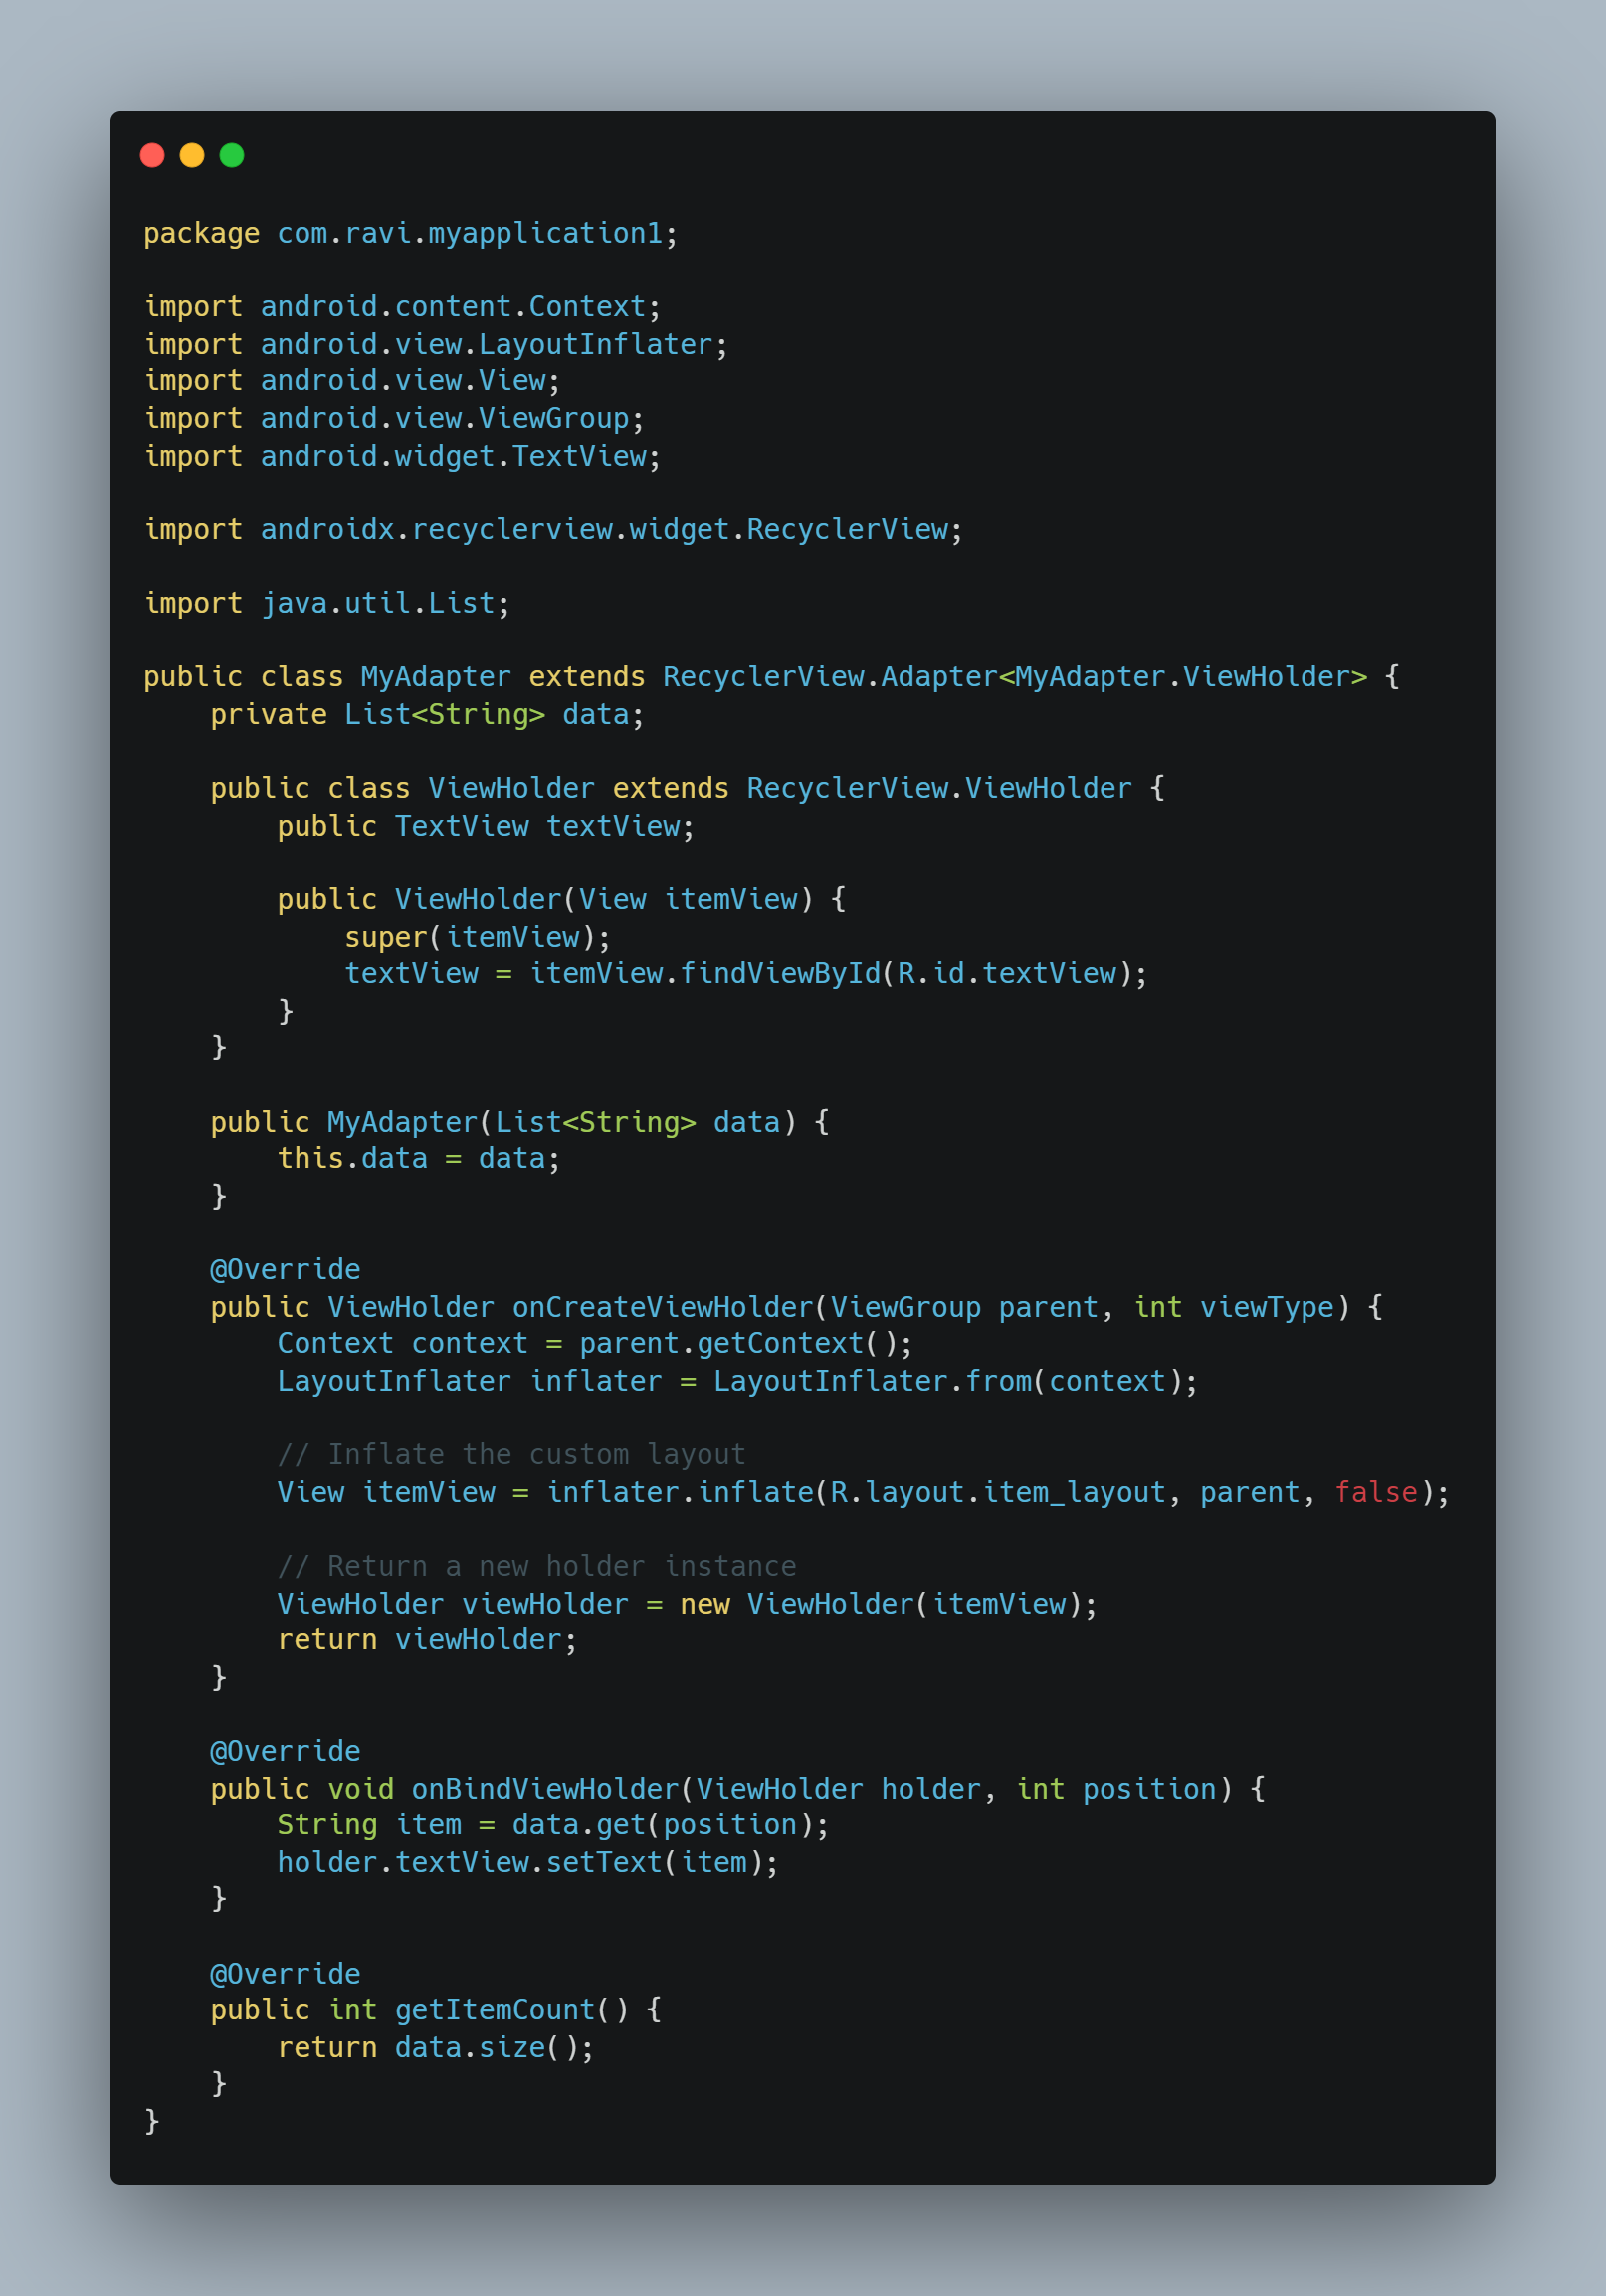 package com.ravi.myapplication1;

import android.content.Context;
import android.view.LayoutInflater;
import android.view.View;
import android.view.ViewGroup;
import android.widget.TextView;

import androidx.recyclerview.widget.RecyclerView;

import java.util.List;

public class MyAdapter extends RecyclerView.Adapter<MyAdapter.ViewHolder> {
    private List<String> data;

    public class ViewHolder extends RecyclerView.ViewHolder {
        public TextView textView;

        public ViewHolder(View itemView) {
            super(itemView);
            textView = itemView.findViewById(R.id.textView);
        }
    }

    public MyAdapter(List<String> data) {
        this.data = data;
    }

    @Override
    public ViewHolder onCreateViewHolder(ViewGroup parent, int viewType) {
        Context context = parent.getContext();
        LayoutInflater inflater = LayoutInflater.from(context);

        // Inflate the custom layout
        View itemView = inflater.inflate(R.layout.item_layout, parent, false);

        // Return a new holder instance
        ViewHolder viewHolder = new ViewHolder(itemView);
        return viewHolder;
    }

    @Override
    public void onBindViewHolder(ViewHolder holder, int position) {
        String item = data.get(position);
        holder.textView.setText(item);
    }

    @Override
    public int getItemCount() {
        return data.size();
    }
}